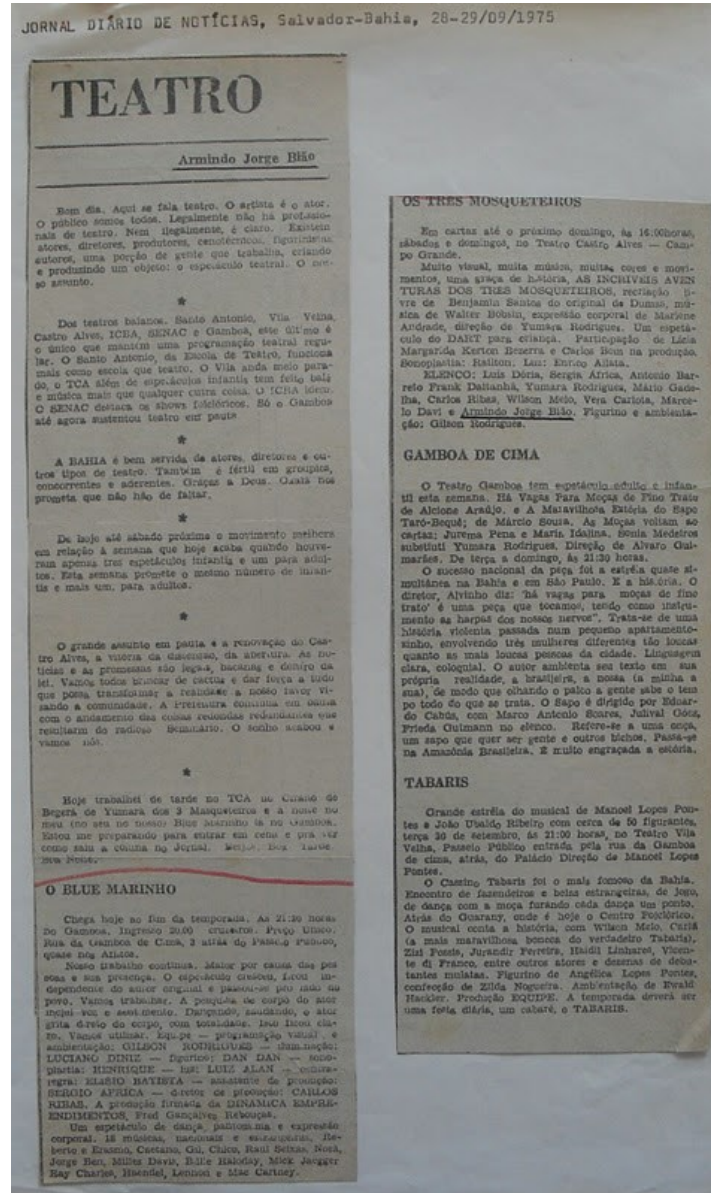 JORNAL DIÁRIO DE NOTÍCIAS, Salvador-Bahia, 28-29/09/1975
TEATRO
Armindo Jorge Bião
Bom dia. Aqui se fala teatro. O artista é o ator.
O público somos todos. Legalmente não há profissio-
nais de teatro. Nem ilegalmente, é claro. Existem
atores, diretores, produtores, cenotécnicos, figurinistas
autores, uma porção de gente que trabalha, criando
e produzindo um objeto: o espetáculo teatral. O nos-
so assunto.
Dos teatros baianos. Santo Antonio, Vila Velha,
Castro Alves, ICBA, SENAC e Gamboa, esse último é
o único que mantém uma programação teatral regu-
lar. O Santo Antonio, da Escola de Teatro, funciona
mais como escola que teatro. O Vila anda meio para-
do, o TCA além de espetáculos infantis tem feito balé
e música mais que qualquer outra coisa. O ICBA idem.
O SENAC destaca os shows folclóricos. Só o Gamboa
até agora sustentou teatro em pauta
A BAHIA é bem servida de atores, diretores e ou-
tros tipos de teatro. Também é fértil em groupies,
concorrentes e aderentes. Graças a Deus. Oxalá nos
prometa que não hão de faltar.
De hoje até sábado próximo o movimento melhora
em relação à semana que hoje acaba quando houve-
ram apenas tres espetáculos infantis e um para adul-
tos. Esta semana promete o mesmo número de infan-
tis e mais um, para adultos.
O grande assunto em pauta é a renovação do Cas-
tro Alves, a vitória da distensão, da abertura. As no-
tícias e as promessas são legais, bacanas e dentro da
lei. Vamos todos brincar de cactus e dar força a tudo
que possa transformar a realidade a nosso favor vi-
sando a comunidade. A Prefeitura continua em
com o andamento das coisas redondas redundantes que
resultarm do radioso Seminário. O sonho acabou e
vamos nós.
Hoje trabalhei de tarde no TCA no Cirano de
Begerá de Yumara dos 3 Mosqueteiros e à noite no
meu (no seu no nosso) Blue Marinho lá no Gamboa.
Estou me preparando para entrar em cena e pra ver
como saiu a coluna no Jornal. Beijos. Boa Tarde.
Boa Noite.
O BLUE MARINHO
Chega hoje ao fim da temporada. As 21:30 horas
no Gamboa. Ingresso 20,00 cruzeiros. Preço Unico.
Rua da Gamboa de Cima, 3 atrás do Passeio Público,
quase nos Aflitos.
Nosso trabalho continua. Maior por causa das pes
soas e sua presença. O espetáculo cresceu, ficou in-
dependente do autor original e passou-se pro lado do
povo. Vamos trabalhar. A pesquisa de corpo do ator
inclui voz e sentimento. Dançando, saudando, o ator
grita direto do corpo, com totalidade. Isso ficou cla-
ro. Vamos utilizar. Equipe — programação visual e
ambientação: GILSON RODRIGUES — iluminação:
LUCIANO DINIZ — figurino: DAN DAN — sono-
plastia: HENRIQUE — luz: LUIZ ALAN — contra-
regra: ELISIO BATISTA — assistente de produção:
SERGIO AFRICA — diretor de produção: CARLOS
RIBAS. A produção firmada da DINAMICA EMPRE-
ENDIMENTOS, Fred Gonçalves Rebouças.
Um espetáculo de dança, pantomima e expressão
corporal. 18 músicas, nacionais e estrangeiras. Ro-
berto e Erasmo, Caetano, Gil, Chico, Raul Seixas, Nora,
Jorge Ben, Milles Davis, Billie Haloday, Mick Jaegger
Ray Charles, Haendel, Lennon e Mac Cartney.
OS TRES MOSQUETEIROS
Em cartaz até o próximo domingo, às 16:00horas,
sábados e domingos, no Teatro Castro Alves — Cam-
po Grande.
Muito visual, muita música, muitas cores e movi-
mentos, uma graça de história, AS INCRIVEIS AVEN
TURAS DOS TRES MOSQUETEIROS, recriação li-
vre de Benjamin Santos do original de Dumas, mú-
sica de Walter Bobsin, expressão corporal de Marlene
Andrade, direção de Yumara Rodrigues. Um espetá-
culo do DART para criança. Participação de Lícia
Margarida Kerton Bezerra e Carlos Bom na produção.
Sonoplastia: Railton. Luz: Enrico Allata.
ELENCO: Luis Dória, Sergio Africa, Antonio Bar-
reto Frank Daltanhã, Yumara Rodrigues, Mário Gade-
lha, Carlos Ribas, Wilson Melo, Vera Carlota, Marce-
lo Davi e Armindo Jorge Bião. Figurino e ambienta-
ção: Gilson Rodrigues.
GAMBOA DE CIMA
O Teatro Gamboa tem espetáculo adulto e infan-
til esta semana. Há Vagas Para Moças de Fino Trato
de Alcione Araújo, e A Maravilhosa Estória do Sapo
Taró-Bequê; de Márcio Souza. As Moças voltam ao
cartaz: Jurema Pena e Maria Idalina. Sonia Medeiros
substituti Yumara Rodrigues. Direção de Alvaro Gui-
marães. De terça a domingo, às 21:30 horas.
O sucesso nacional da peça foi a estréia quase si-
multânea na Bahia e em São Paulo. E a história. O
diretor, Alvinho diz: 'há vagas para moças de fino
trato' é uma peça que tocamos, tendo como instru-
mento as harpas dos nossos nervos". Trata-se de uma
história violenta passada num pequeno apartamento-
sinho, envolvendo três mulheres diferentes tão loucas
quanto as mais loucas pessoas da cidade. Linguagem
clara, coloquial. O autor ambienta seu texto em sua
própria realidade, a brasileira, a nossa (a minha a
sua), de modo que olhando o palco a gente sabe o tem
po todo do que se trata. O Sapo é dirigido por Eduar-
do Cabús, com Marco Antonio Soares, Julival Góes,
Frieda Gutmann no elenco. Refere-se a uma onça,
um sapo que quer ser gente e outros bichos. Passa-se
na Amazônia Brasileira. E muito engraçada a estória.
TABARIS
Grande estréia do musical de Manoel Lopes Pon-
tes e João Ubaldo Ribeiro com cerca de 50 figurantes,
terça 30 de setembro, às 21:00 horas, no Teatro Vila
Velha, Passeio Público entrada pela rua da Gamboa
de cima, atrás, do Palácio Direção de Manoel Lopes
Pontes.
O Cassino Tabaris foi o mais famoso da Bahia.
Encontro de fazendeiros e belas estrangeiras, de jogo,
de dança com a moça furando cada dança um ponto.
Atrás do Guarany, onde é hoje o Centro Folclórico.
O musical conta a história, com Wilson Melo, Cariá
(a mais maravilhosa boneca do verdadeiro Tabaris),
Zizi Possis, Jurandir Ferreira, Haidil Linhares, Vicen-
te di Franco, entre outros atores e dezenas de debu-
tantes mulatas. Figurino de Angélica Lopes Pontes,
confecção de Zilda Nogueira. Ambientação de Ewald
Hackler. Produção EQUIPE. A temporada deverá ser
uma festa diária, um cabaré, o TABARIS.